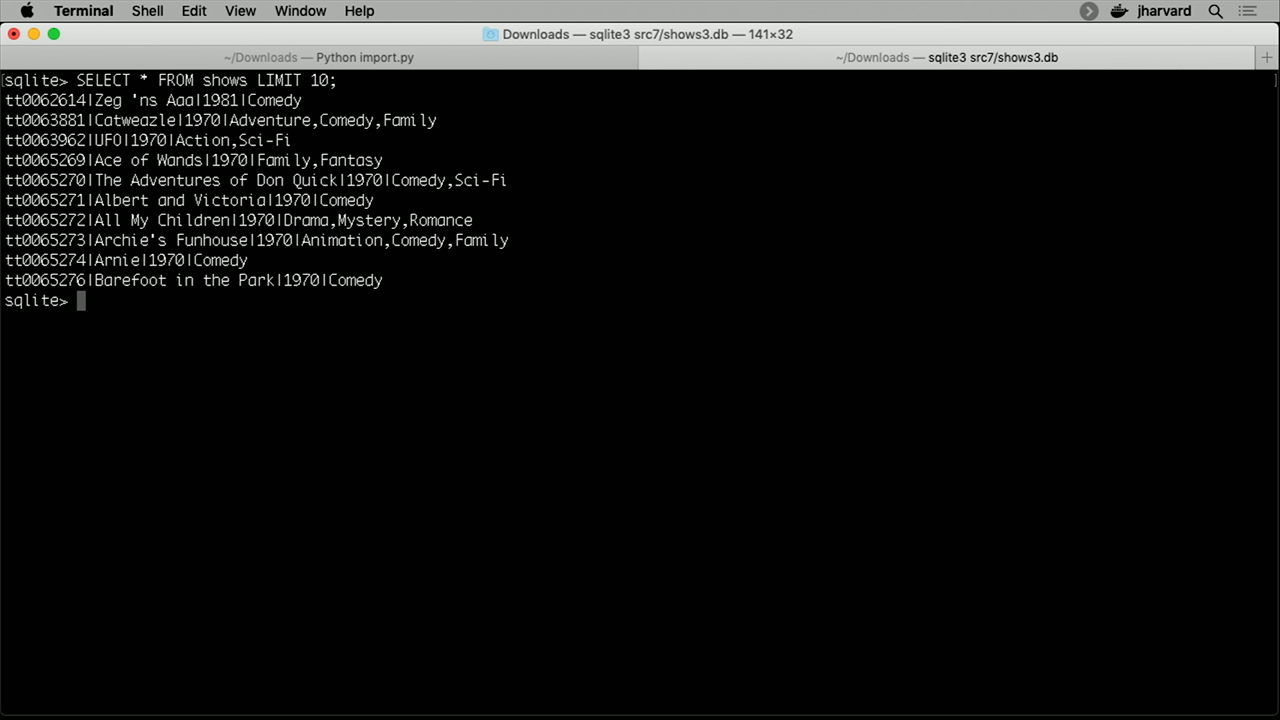 Terminal Shell Edit View Window Help jharvard
Downloads — sqlite3 src7/shows3.db — 141×32
~/Downloads — Python import.py ~/Downloads — sqlite3 src7/shows3.db +
sqlite> SELECT * FROM shows LIMIT 10;
tt0062614|Zeg 'ns Aaa|1981|Comedy
tt0063881|Catweazle|1970|Adventure,Comedy,Family
tt0063962|UFO|1970|Action,Sci-Fi
tt0065269|Ace of Wands|1970|Family,Fantasy
tt0065270|The Adventures of Don Quick|1970|Comedy,Sci-Fi
tt0065271|Albert and Victoria|1970|Comedy
tt0065272|All My Children|1970|Drama,Mystery,Romance
tt0065273|Archie's Funhouse|1970|Animation,Comedy,Family
tt0065274|Arnie|1970|Comedy
tt0065276|Barefoot in the Park|1970|Comedy
sqlite>